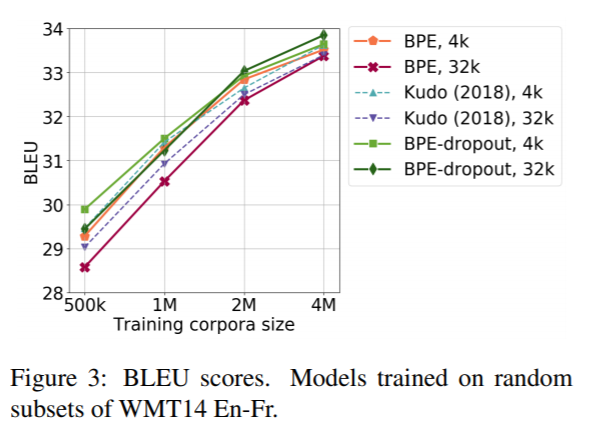 34
33
32
31
30
29
28
BLEU
500k 1M 2M 4M
Training corpora size
BPE, 4k
BPE, 32k
Kudo (2018), 4k
Kudo (2018), 32k
BPE-dropout, 4k
BPE-dropout, 32k
Figure 3: BLEU scores. Models trained on random
subsets of WMT14 En-Fr.